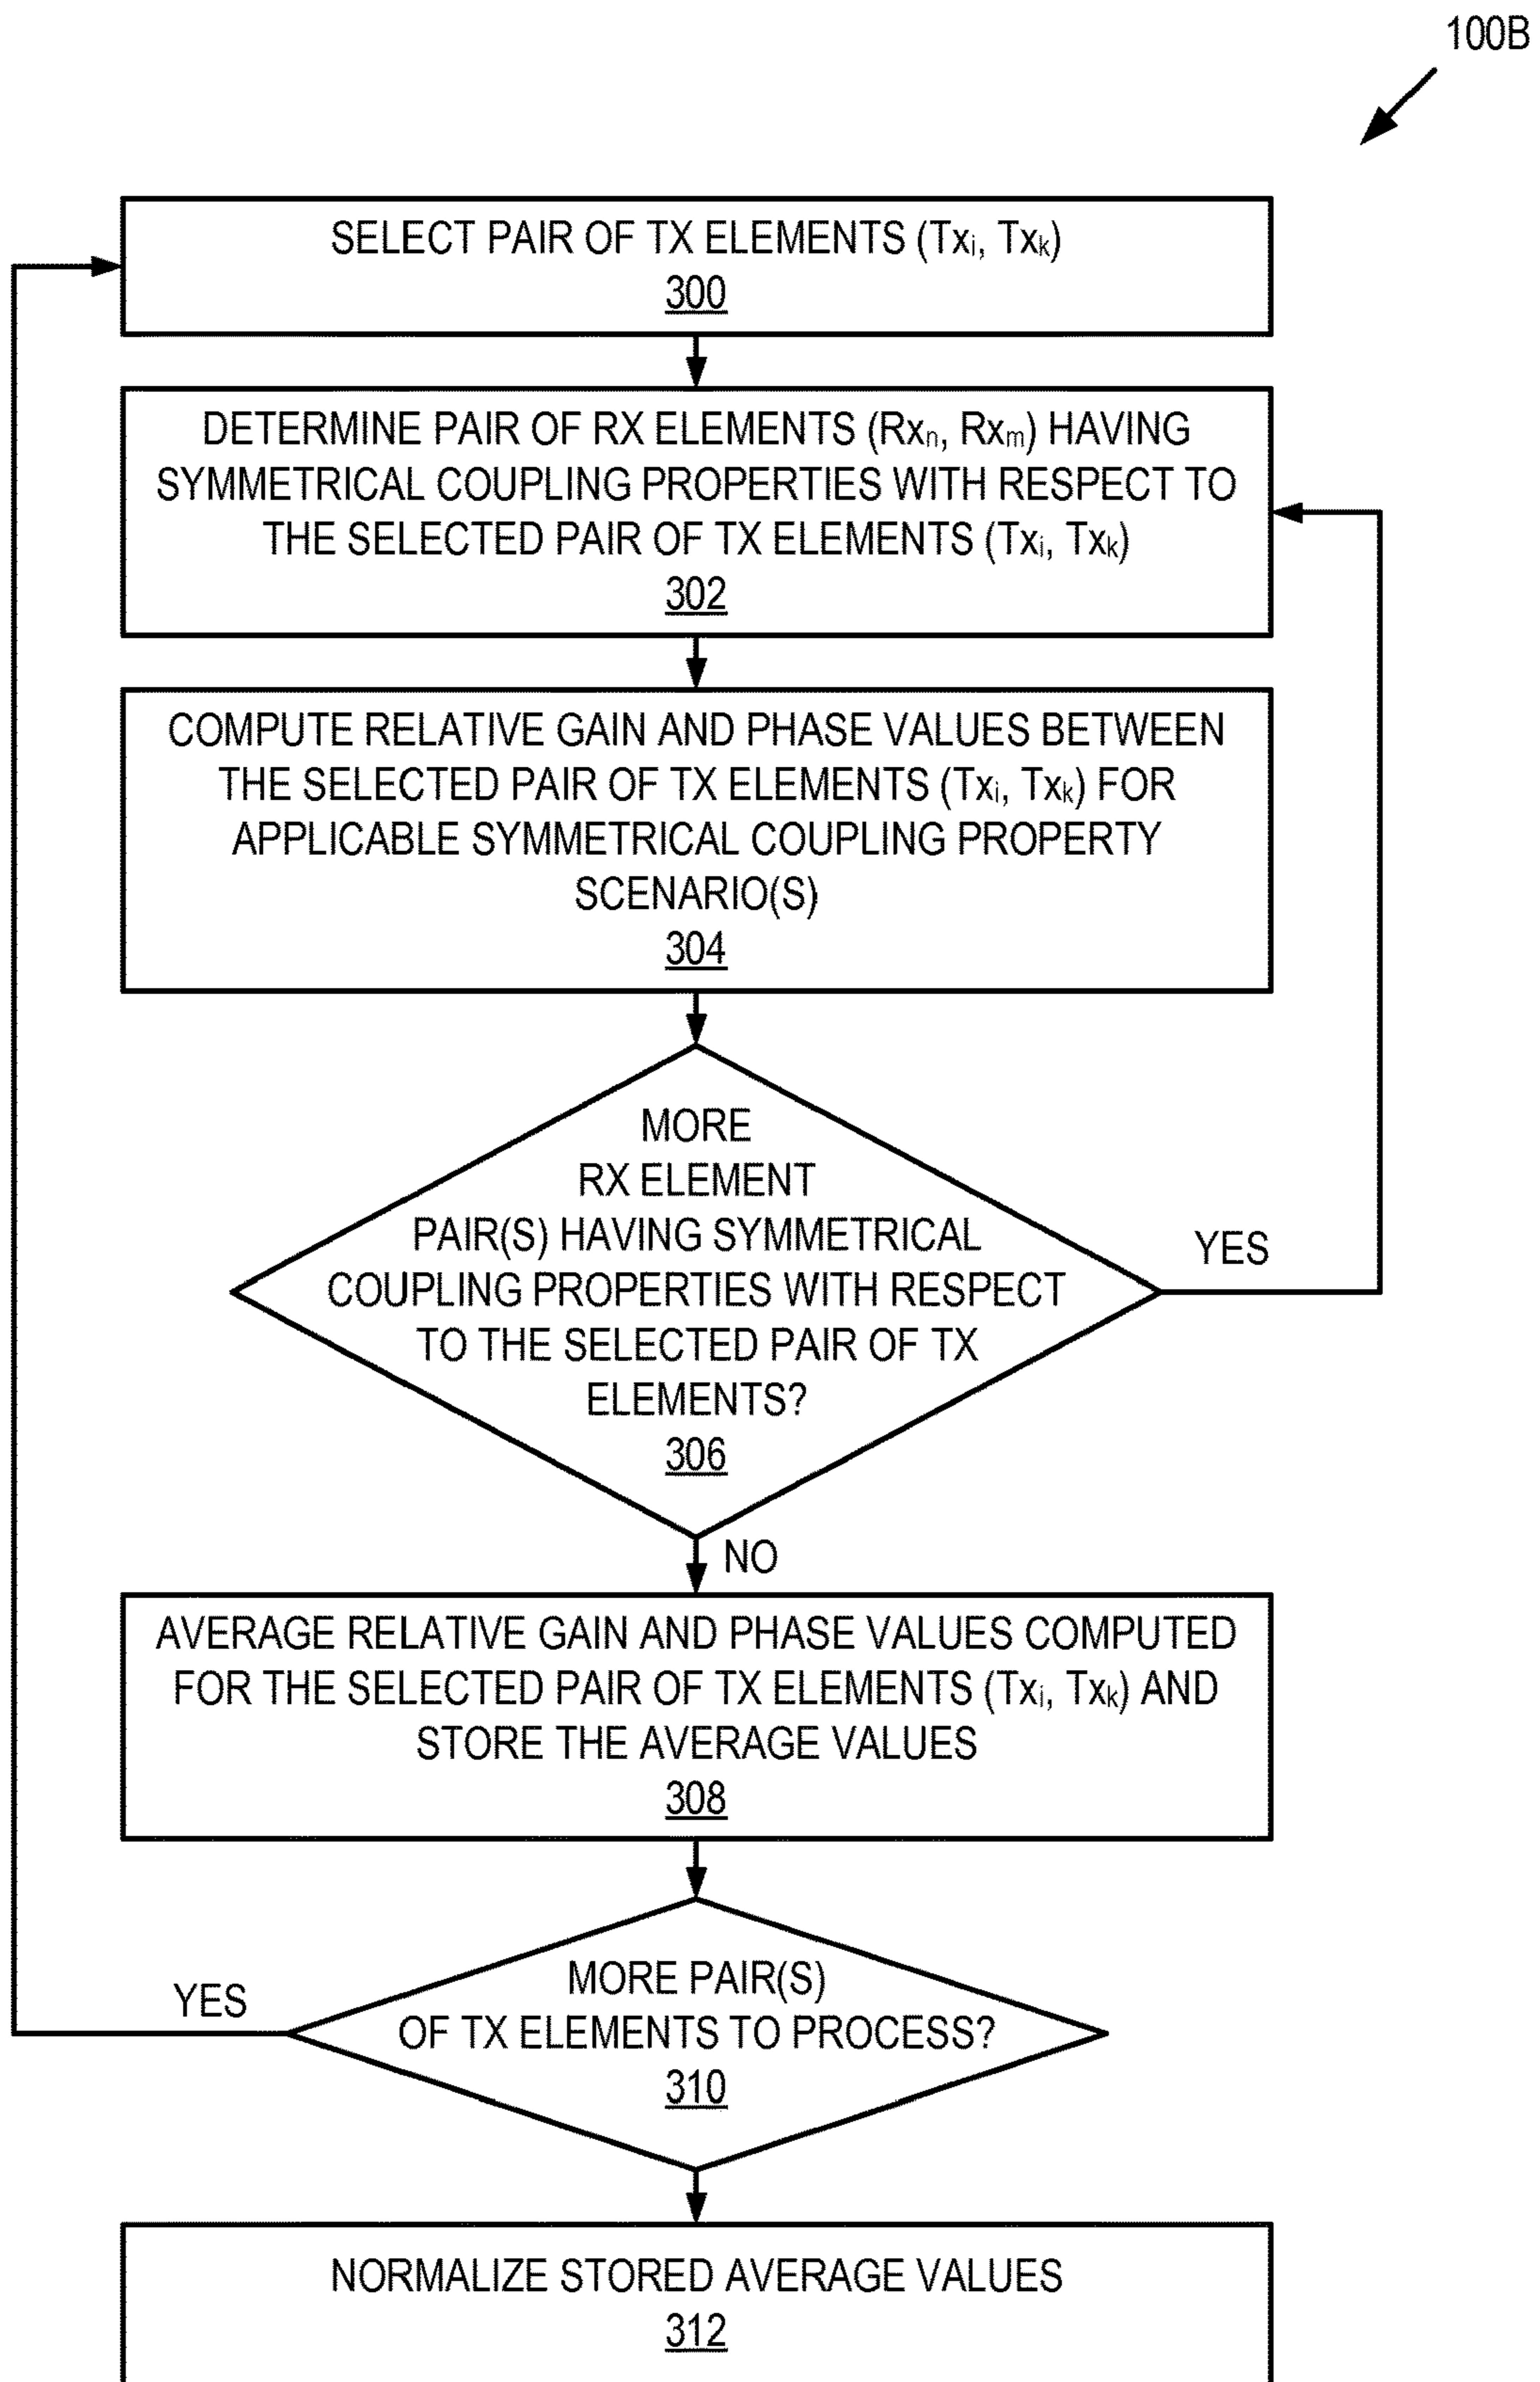 100B
SELECT PAIR OF TX ELEMENTS (Txi, Txk)
300
DETERMINE PAIR OF RX ELEMENTS (Rxn, Rxm) HAVING
SYMMETRICAL COUPLING PROPERTIES WITH RESPECT TO
THE SELECTED PAIR OF TX ELEMENTS (Txi, Txk)
302
COMPUTE RELATIVE GAIN AND PHASE VALUES BETWEEN
THE SELECTED PAIR OF TX ELEMENTS (Txi, Txk) FOR
APPLICABLE SYMMETRICAL COUPLING PROPERTY
SCENARIO(S)
304
MORE
RX ELEMENT
PAIR(S) HAVING SYMMETRICAL
COUPLING PROPERTIES WITH RESPECT
TO THE SELECTED PAIR OF TX
ELEMENTS?
306
YES
NO
AVERAGE RELATIVE GAIN AND PHASE VALUES COMPUTED
FOR THE SELECTED PAIR OF TX ELEMENTS (Txi, Txk) AND
STORE THE AVERAGE VALUES
308
YES
MORE PAIR(S)
OF TX ELEMENTS TO PROCESS?
310
NORMALIZE STORED AVERAGE VALUES
312